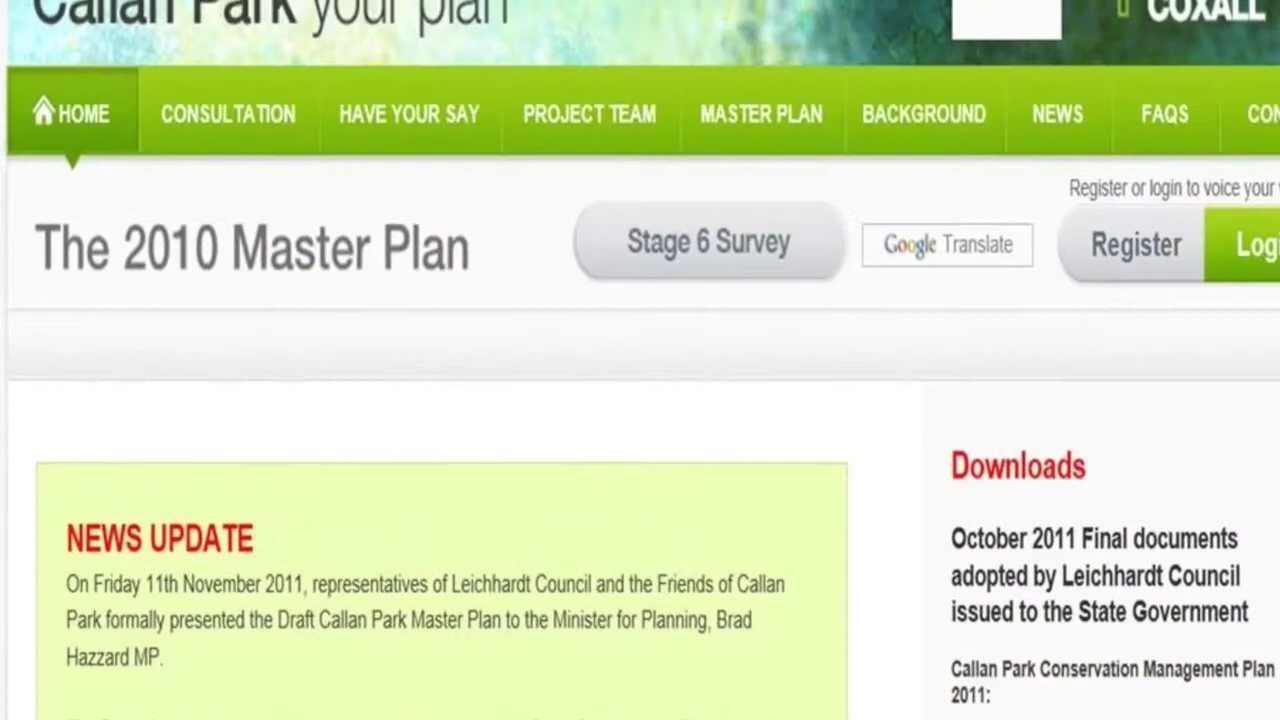 Callan Park your plan
COXALL
HOME CONSULTATION HAVE YOUR SAY PROJECT TEAM MASTER PLAN BACKGROUND NEWS FAQS
Register or login to voice your
The 2010 Master Plan
Stage 6 Survey
Google Translate
Register
NEWS UPDATE
On Friday 11th November 2011, representatives of Leichhardt Council and the Friends of Callan
Park formally presented the Draft Callan Park Master Plan to the Minister for Planning, Brad
Hazzard MP.
Downloads
October 2011 Final documents
adopted by Leichhardt Council
issued to the State Government
Callan Park Conservation Management Plan
2011: